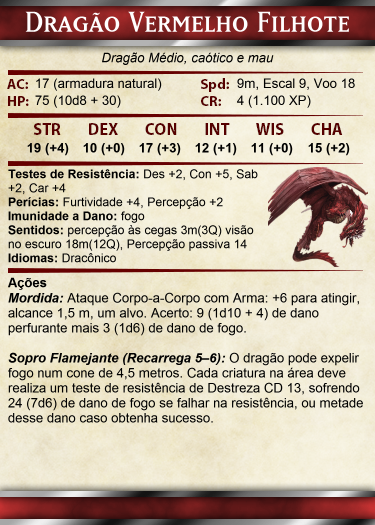 Dragão Vermelho Filhote
Dragão Médio, caótico e mau
AC: 17 (armadura natural) Spd: 9m, Escal 9, Voo 18
HP: 75 (10d8 + 30) CR: 4 (1.100 XP)
STR DEX CON INT WIS CHA
19 (+4) 10 (+0) 17 (+3) 12 (+1) 11 (+0) 15 (+2)
Testes de Resistência: Des +2, Con +5, Sab
+2, Car +4
Perícias: Furtividade +4, Percepção +2
Imunidade a Dano: fogo
Sentidos: percepção às cegas 3m(3Q) visão
no escuro 18m(12Q), Percepção passiva 14
Idiomas: Dracônico
Ações
Mordida: Ataque Corpo-a-Corpo com Arma: +6 para atingir,
alcance 1,5 m, um alvo. Acerto: 9 (1d10 + 4) de dano
perfurante mais 3 (1d6) de dano de fogo.
Sopro Flamejante (Recarrega 5–6): O dragão pode expelir
fogo num cone de 4,5 metros. Cada criatura na área deve
realiza um teste de resistência de Destreza CD 13, sofrendo
24 (7d6) de dano de fogo se falhar na resistência, ou metade
desse dano caso obtenha sucesso.